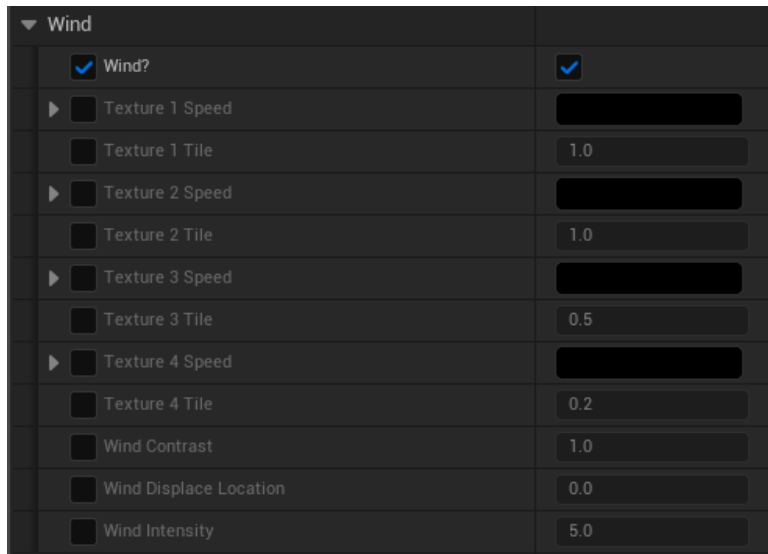 Wind
Wind?
Texture 1 Speed
Texture 1 Tile 1.0
Texture 2 Speed
Texture 2 Tile 1.0
Texture 3 Speed
Texture 3 Tile 0.5
Texture 4 Speed
Texture 4 Tile 0.2
Wind Contrast 1.0
Wind Displace Location 0.0
Wind Intensity 5.0